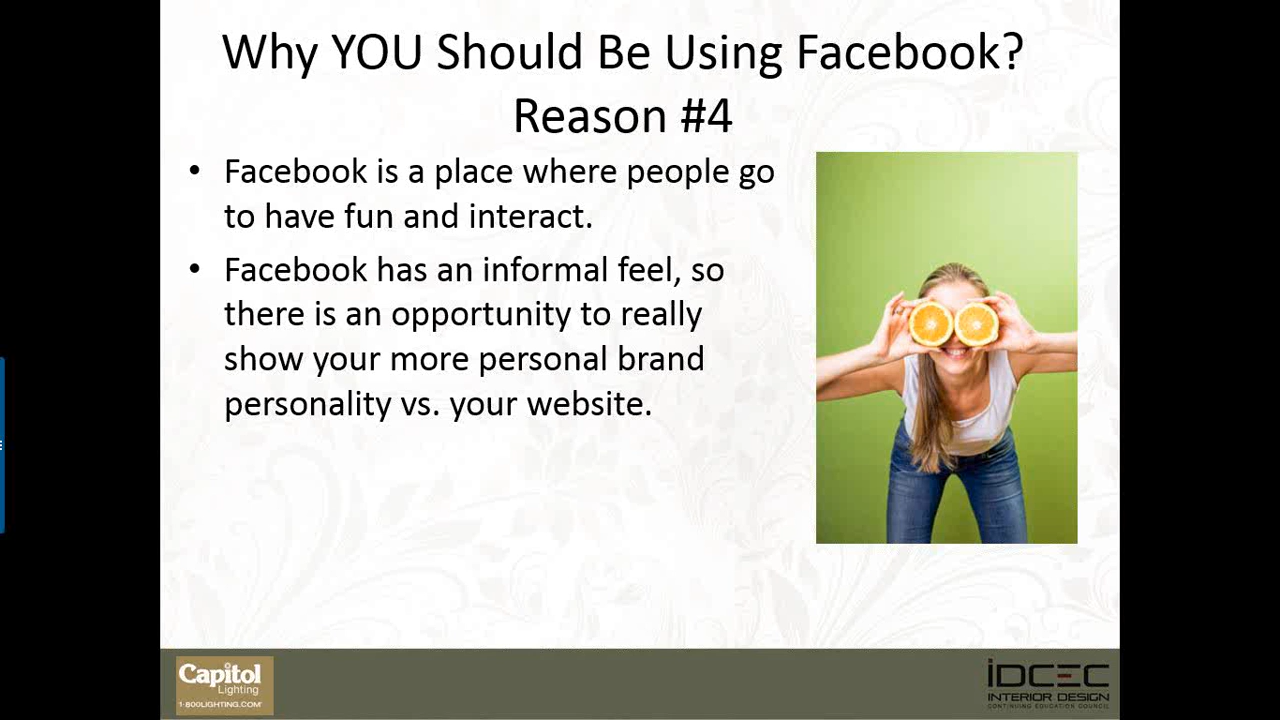 Why YOU Should Be Using Facebook?
Reason #4
• Facebook is a place where people go
to have fun and interact.
• Facebook has an informal feel, so
there is an opportunity to really
show your more personal brand
personality vs. your website.
Capitol
Lighting
1·800LIGHTING.COM
IDCEC
INTERIOR DESIGN
CONTINUING EDUCATION COUNCIL